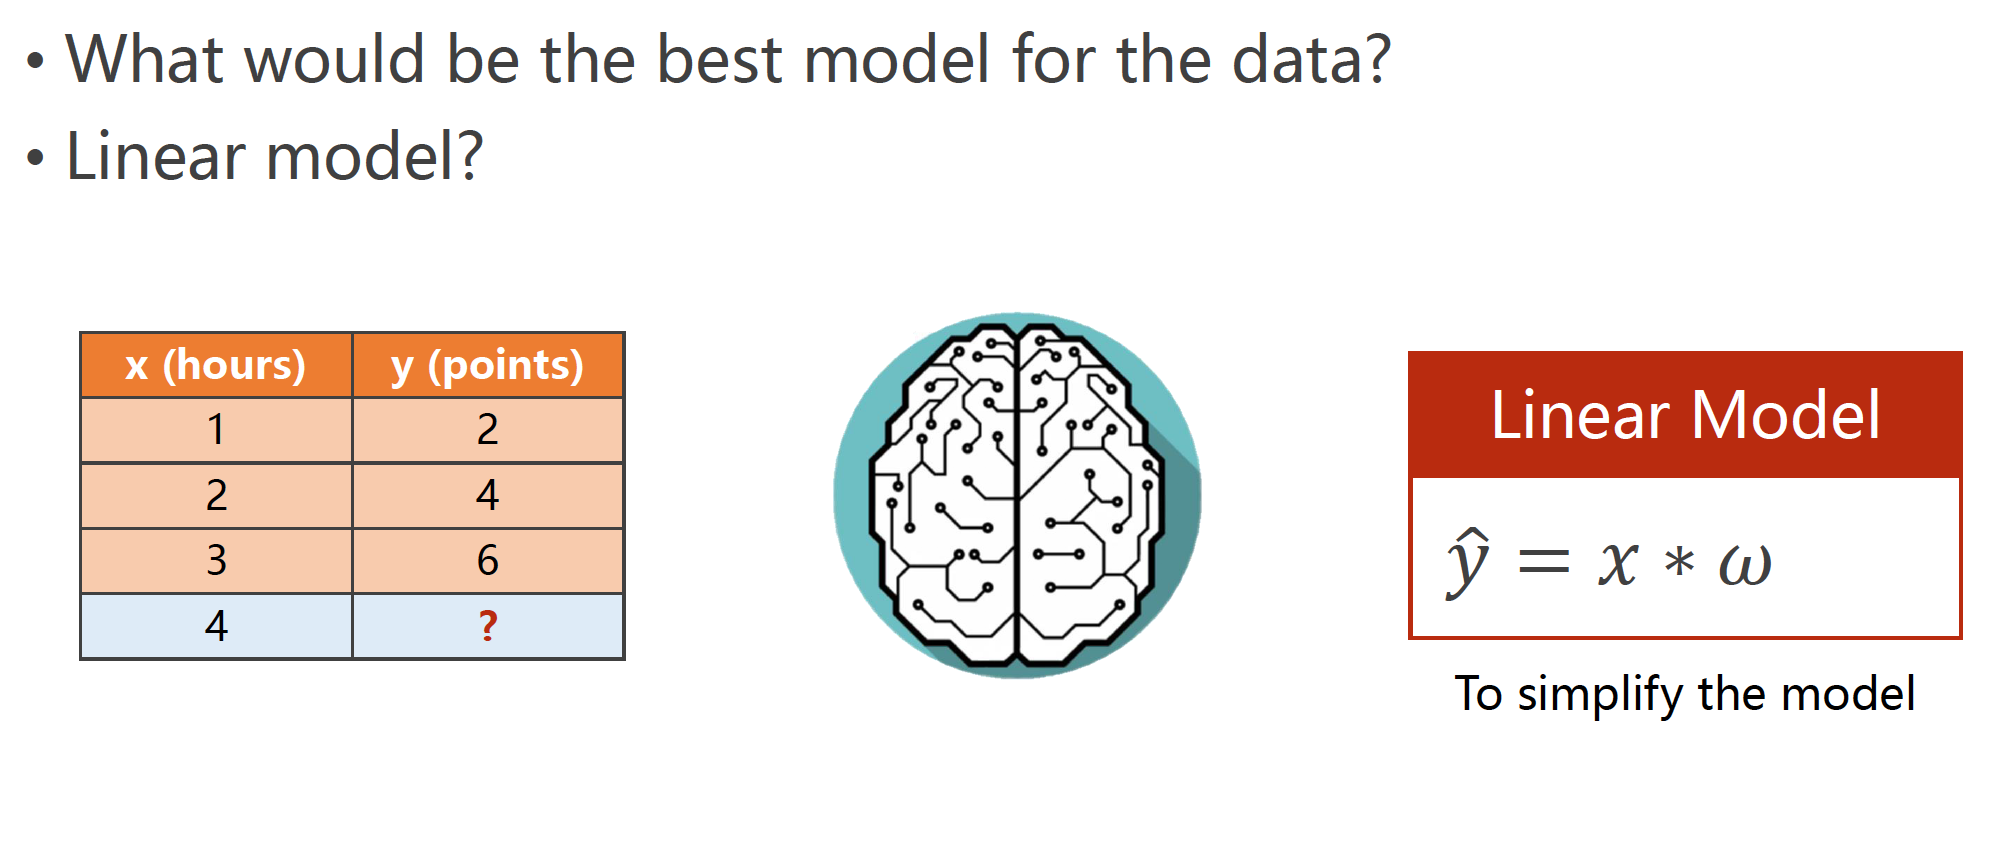 • What would be the best model for the data?
• Linear model?
x (hours) y (points)
1 2
2 4
3 6
4 ?
Linear Model
ŷ = x * ω
To simplify the model